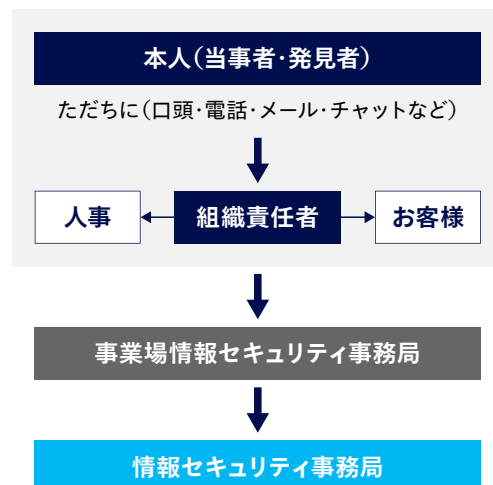 本人(当事者・発見者)
ただちに(口頭・電話・メール・チャットなど)
人事
組織責任者
お客様
事業場情報セキュリティ事務局
情報セキュリティ事務局